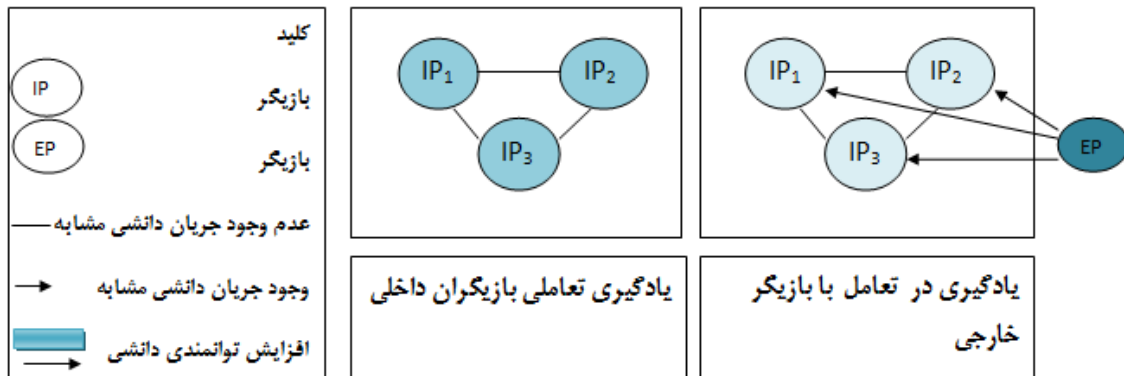 کلید
IP بازیگر
EP بازیگر
عدم وجود جریان دانشی مشابه
وجود جریان دانشی مشابه
افزایش توانمندی دانشی
IP₁
IP₂
IP₃
یادگیری تعاملی بازیگران داخلی
IP₁
IP₂
IP₃
EP
یادگیری در تعامل با بازیگر
خارجی